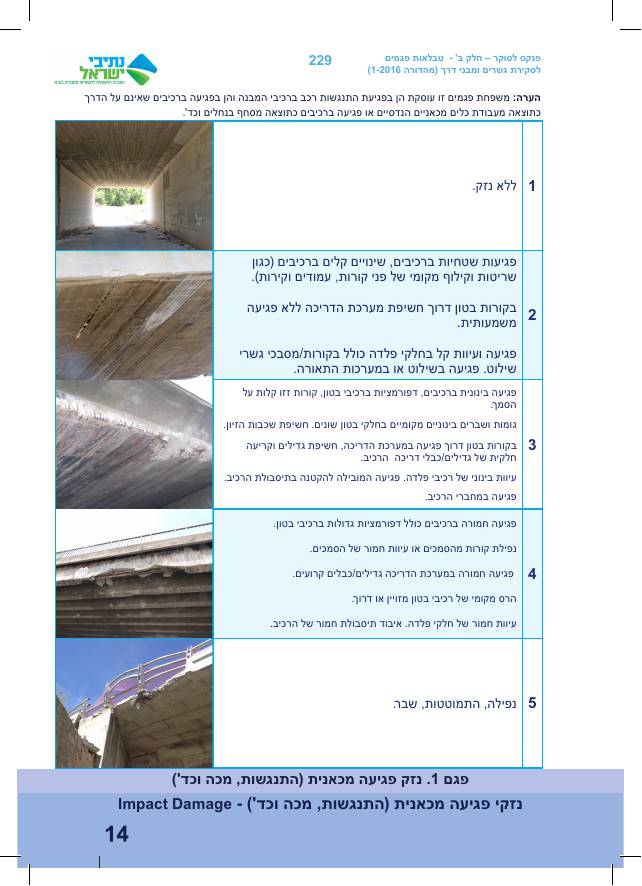 פנקס לסוקר – חלק ב' - טבלאות פגמים
לסקירת גשרים ומבני דרך (מהדורה 1-2016)
229
נתיבי
ישראל
הערה: משפחת פגמים זו עוסקת הן בפגיעת התנגשות רכב ברכיבי המבנה והן בפגיעה ברכיבים שאינם על הדרך
כתוצאה מעבודת כלים מכאניים הנדסיים או פגיעה ברכיבים כתוצאה מסחף בנחלים וכד'.
1
ללא נזק.
2
פגיעות שטחיות ברכיבים, שינויים קלים ברכיבים (כגון
שריטות וקילוף מקומי של פני קורות, עמודים וקירות).
בקורות בטון דרוך חשיפת מערכת הדריכה ללא פגיעה
משמעותית.
פגיעה ועיוות קל בחלקי פלדה כולל בקורות/מסבכי גשרי
שילוט. פגיעה בשילוט או במערכות התאורה.
3
פגיעה בינונית ברכיבים, דפורמציות ברכיבי בטון, קורות זזו קלות על
הסמך.
גומות ושברים בינוניים מקומיים בחלקי בטון שונים. חשיפת שכבות הזיון.
בקורות בטון דרוך פגיעה במערכת הדריכה, חשיפת גדילים וקריעה
חלקית של גדילים/כבלי דריכה הרכיב.
עיוות בינוני של רכיבי פלדה. פגיעה המובילה להקטנה בתיסבולת הרכיב.
פגיעה במחברי הרכיב.
4
פגיעה חמורה ברכיבים כולל דפורמציות גדולות ברכיבי בטון.
נפילת קורות מהסמכים או עיוות חמור של הסמכים.
פגיעה חמורה במערכת הדריכה גדילים/כבלים קרועים.
הרס מקומי של רכיבי בטון מזויין או דרוך.
עיוות חמור של חלקי פלדה. איבוד תיסבולת חמור של הרכיב.
5
נפילה, התמוטטות, שבר.
פגם 1. נזק פגיעה מכאנית (התנגשות, מכה וכד')
נזקי פגיעה מכאנית (התנגשות, מכה וכד') - Impact Damage
14